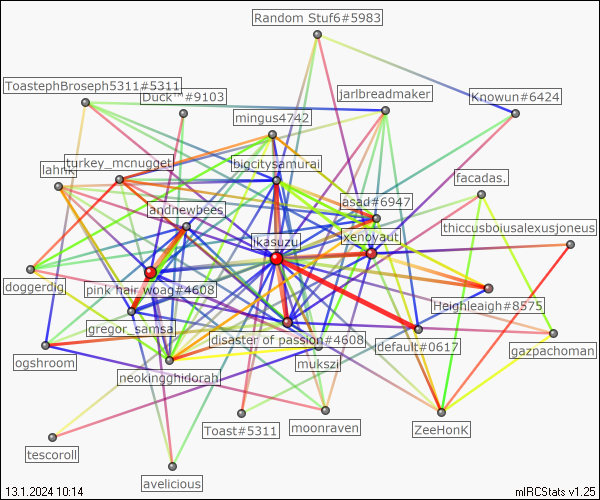 Random Stuf6#5983
ToastephBroseph5311#5311
Duck™#9103
jarlbreadmaker
Knowun#6424
mingus4742
lahnk
turkey_mcnugget
bigcitysamurai
facadas.
asad#6947
andnewbees
thiccusboiusalexusjoneus
jkasuzu
xenoyaut
doggerdig
pink hair woag#4608
Heighleaigh#8575
gregor_samsa
disaster of passion#4608
default#0617
gazpachoman
ogshroom
neokingghidorah
mukszi
Toast#5311
moonraven
ZeeHonK
tescoroll
avelicious
13.1.2024 10:14
mIRCStats v1.25